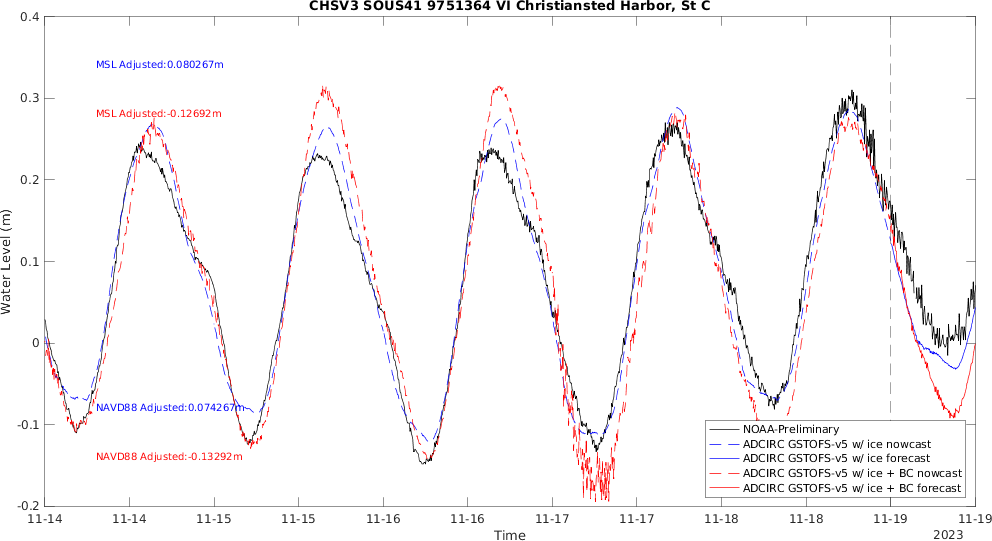 CHSV3 SOUS41 9751364 VI Christiansted Harbor, St C
0.4
0.3
0.2
0.1
0
-0.1
-0.2
Water Level (m)
MSL Adjusted:0.080267m
MSL Adjusted:-0.12692m
NAVD88 Adjusted:0.074267m
NAVD88 Adjusted:-0.13292m
NOAA-Preliminary
ADCIRC GSTOFS-v5 w/ ice nowcast
ADCIRC GSTOFS-v5 w/ ice forecast
ADCIRC GSTOFS-v5 w/ ice + BC nowcast
ADCIRC GSTOFS-v5 w/ ice + BC forecast
11-14 11-14 11-15 11-15 11-16 11-16 11-17 11-17 11-18 11-18 11-19 11-19
Time
2023